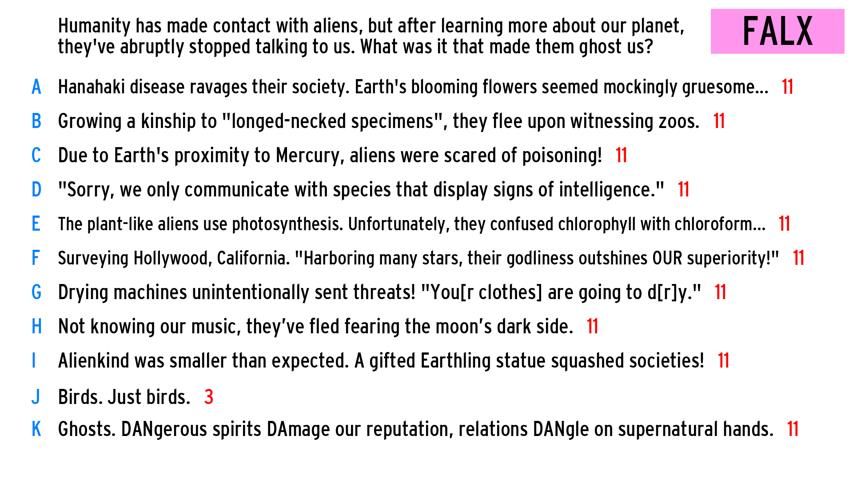 Humanity has made contact with aliens, but after learning more about our planet,
they've abruptly stopped talking to us. What was it that made them ghost us?
FALX
A Hanahaki disease ravages their society. Earth's blooming flowers seemed mockingly gruesome... 11
B Growing a kinship to "longed-necked specimens", they flee upon witnessing zoos. 11
C Due to Earth's proximity to Mercury, aliens were scared of poisoning! 11
D "Sorry, we only communicate with species that display signs of intelligence." 11
E The plant-like aliens use photosynthesis. Unfortunately, they confused chlorophyll with chloroform... 11
F Surveying Hollywood, California. "Harboring many stars, their godliness outshines OUR superiority!" 11
G Drying machines unintentionally sent threats! "You[r clothes] are going to d[r]y." 11
H Not knowing our music, they've fled fearing the moon's dark side. 11
I Alienkind was smaller than expected. A gifted Earthling statue squashed societies! 11
J Birds. Just birds. 3
K Ghosts. DANgerous spirits DAmage our reputation, relations DANgle on supernatural hands. 11